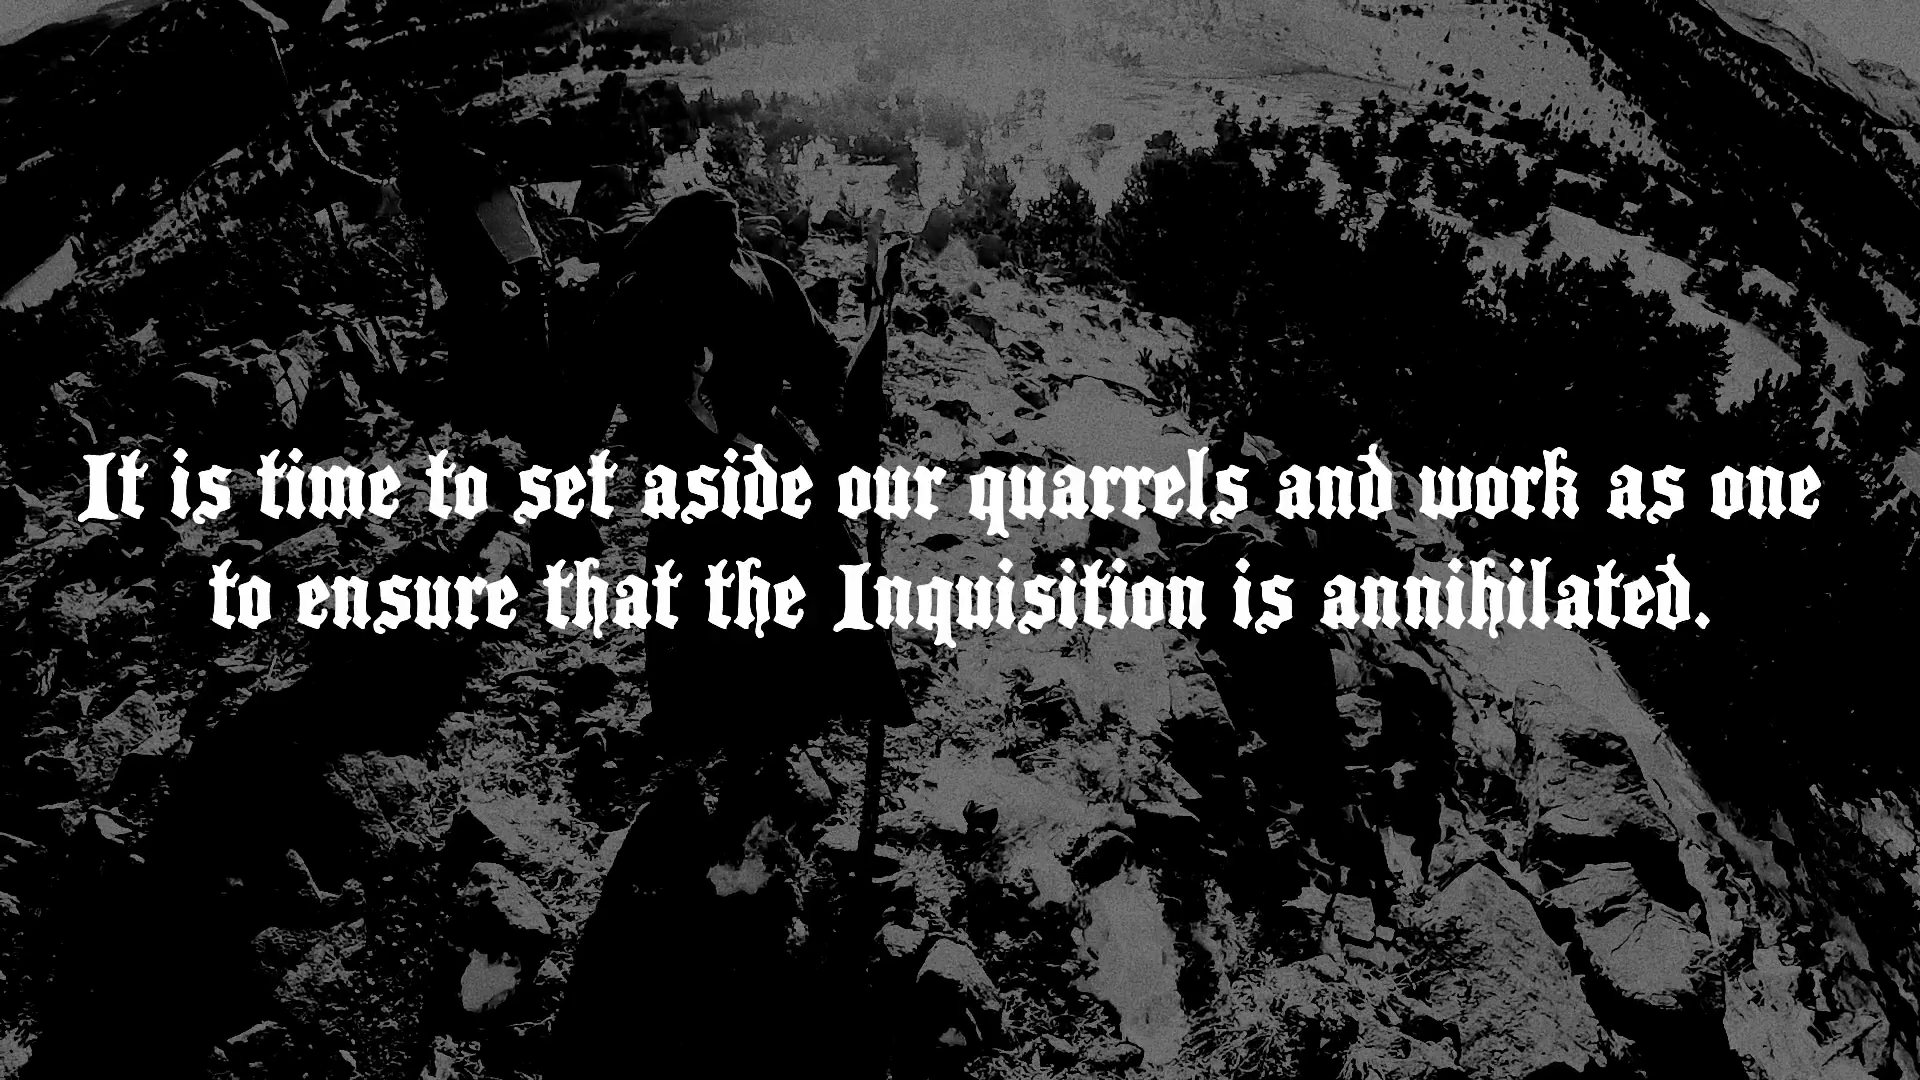 It is time to set aside our quarrels and work as one
to ensure that the Inquisition is annihilated.